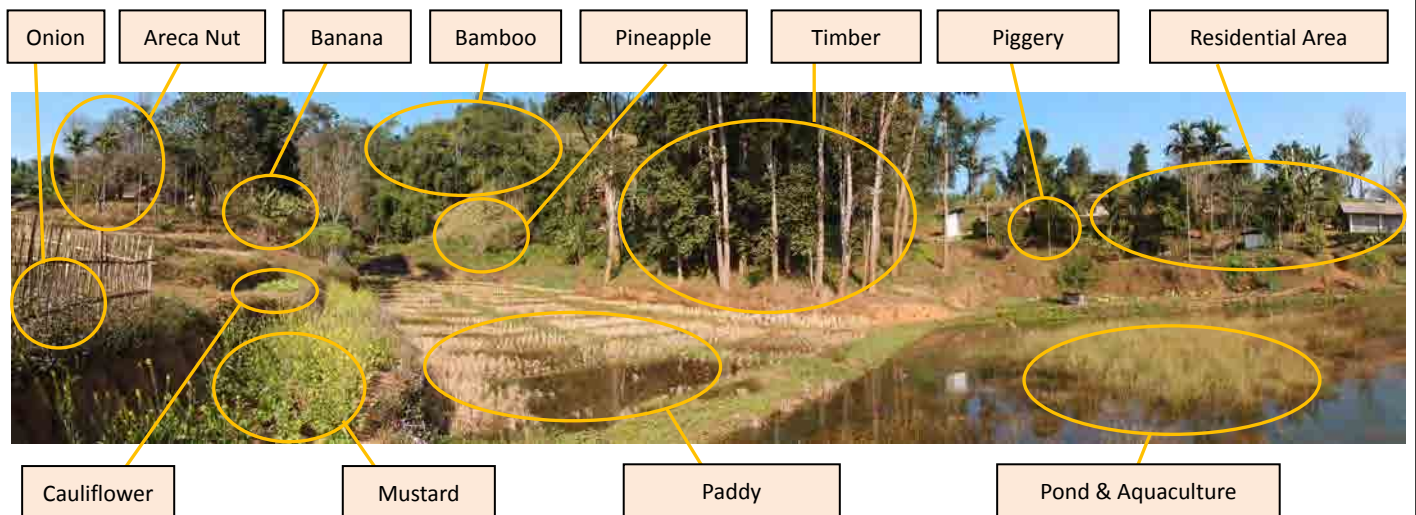 Onion
Areca Nut
Banana
Bamboo
Pineapple
Timber
Piggery
Residential Area
Cauliflower
Mustard
Paddy
Pond & Aquaculture